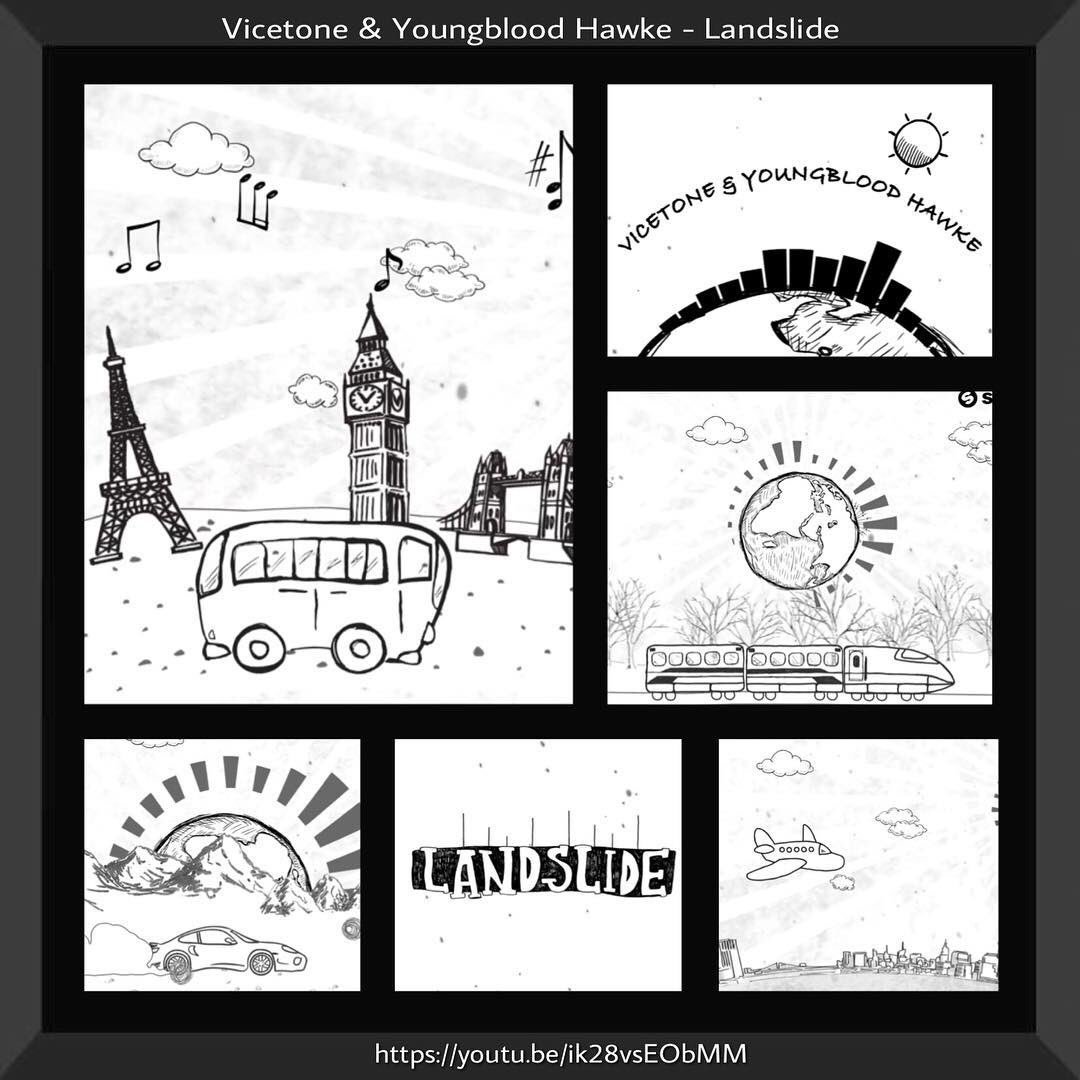 Vicetone & Youngblood Hawke - Landslide
VICETONE & YOUNGBLOOD HAWKE
S
LANDSLIDE
https://youtu.be/ik28vsEObMM